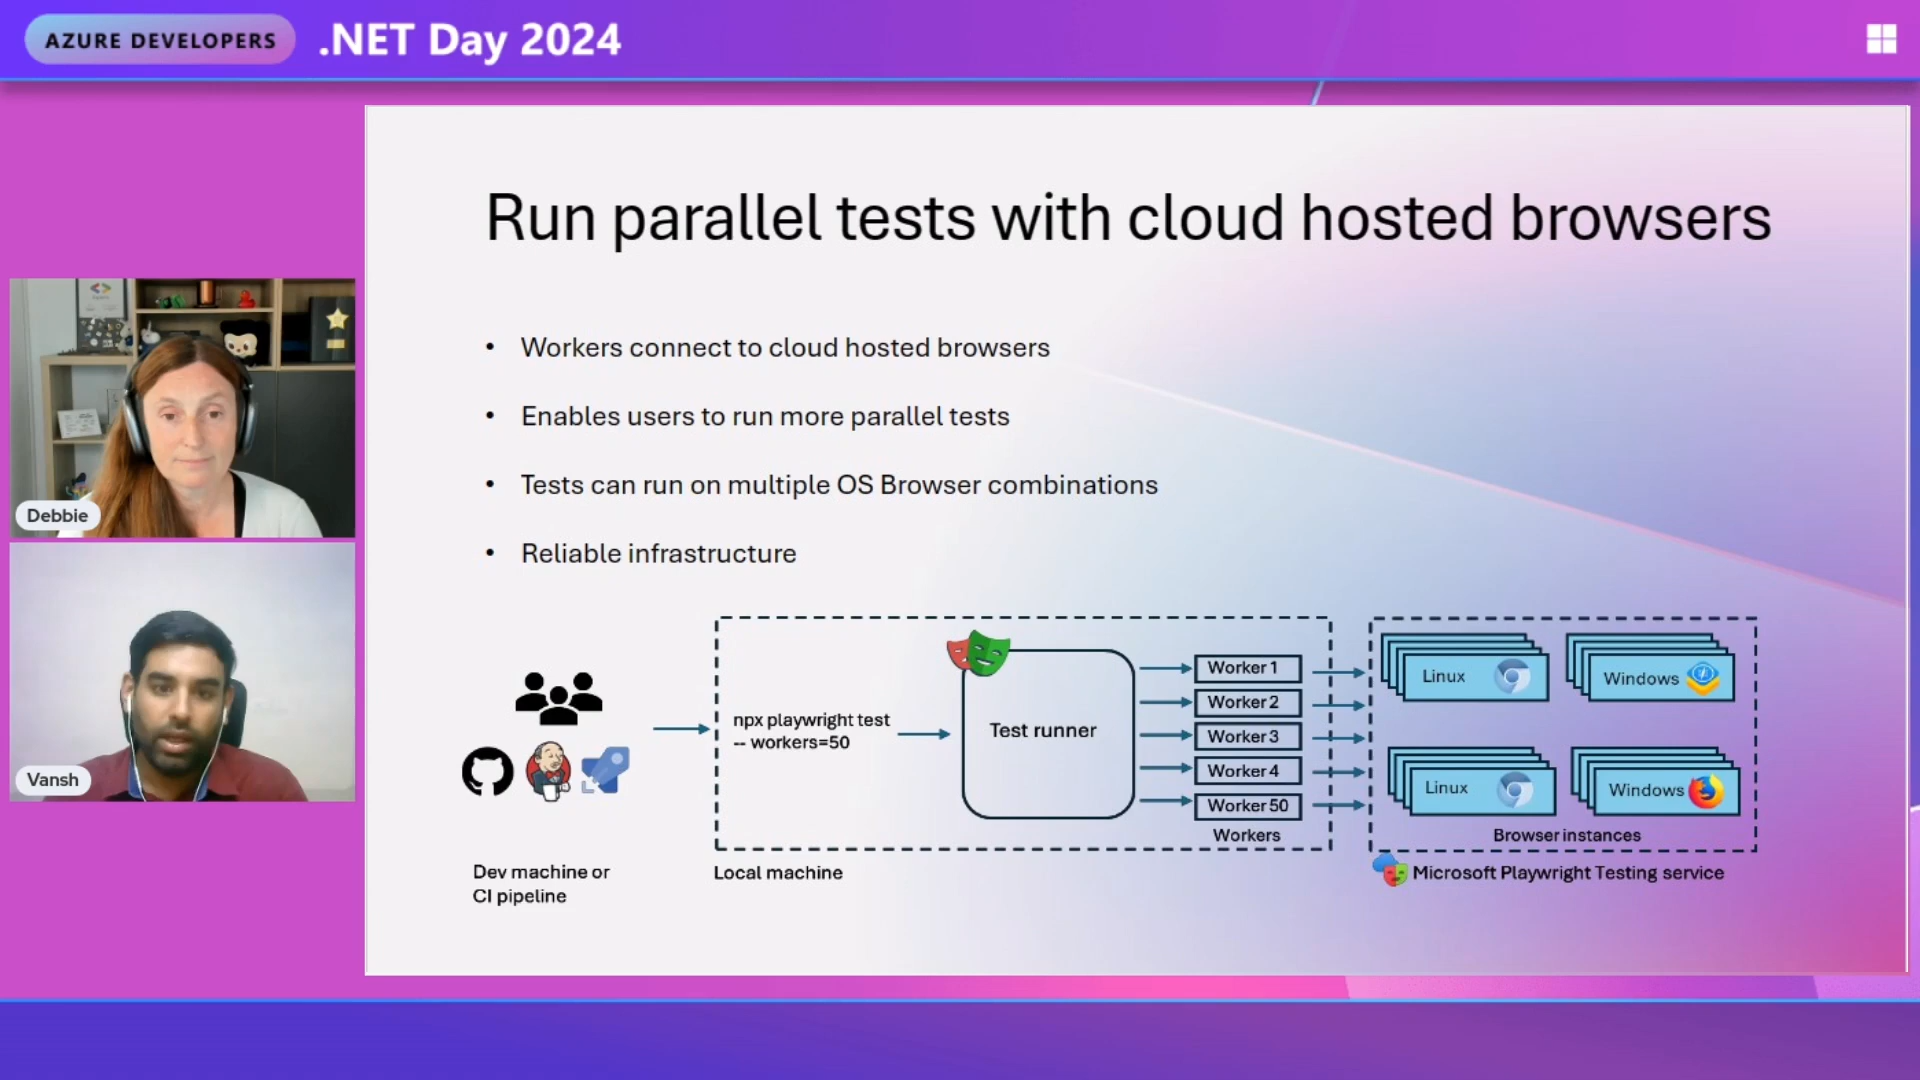 AZURE DEVELOPERS
.NET Day 2024
Run parallel tests with cloud hosted browsers
• Workers connect to cloud hosted browsers
• Enables users to run more parallel tests
• Tests can run on multiple OS Browser combinations
• Reliable infrastructure
Debbie
Vansh
Dev machine or
CI pipeline
npx playwright test
-- workers=50
Local machine
Test runner
Worker 1
Worker 2
Worker 3
Worker 4
Worker 50
Workers
Linux
Windows
Linux
Windows
Browser instances
Microsoft Playwright Testing service